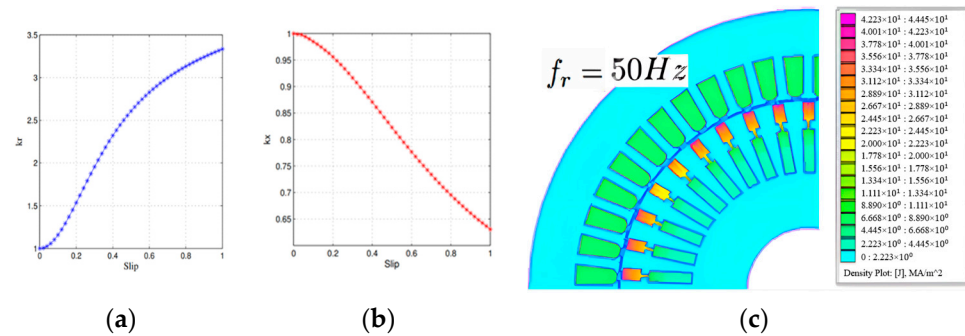 3.5
3
2.5
2
1.5
1
kr
0
0.2
0.4
0.6
0.8
1
Slip
(a)
1
0.95
0.9
0.85
0.8
0.75
0.7
0.65
kx
0
0.2
0.4
0.6
0.8
1
Slip
(b)
f_r = 50Hz
4.223×10¹ : 4.445×10¹
4.001×10¹ : 4.223×10¹
3.778×10¹ : 4.001×10¹
3.556×10¹ : 3.778×10¹
3.334×10¹ : 3.556×10¹
3.112×10¹ : 3.334×10¹
2.889×10¹ : 3.112×10¹
2.667×10¹ : 2.889×10¹
2.445×10¹ : 2.667×10¹
2.223×10¹ : 2.445×10¹
2.000×10¹ : 2.223×10¹
1.778×10¹ : 2.000×10¹
1.556×10¹ : 1.778×10¹
1.334×10¹ : 1.556×10¹
1.111×10¹ : 1.334×10¹
8.890×10⁰ : 1.111×10¹
6.668×10⁰ : 8.890×10⁰
4.445×10⁰ : 6.668×10⁰
2.223×10⁰ : 4.445×10⁰
0 : 2.223×10⁰
Density Plot: [J], MA/m^2
(c)